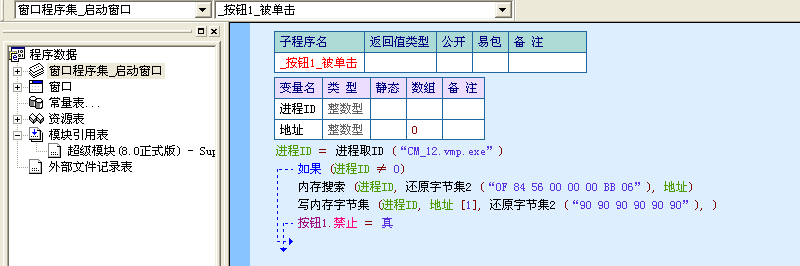 窗口程序集_启动窗口
_按钮1_被单击
程序数据
窗口程序集_启动窗口
窗口
常量表...
资源表
模块引用表
超级模块(8.0正式版) - Sup
外部文件记录表
子程序名 返回值类型 公开 易包 备 注
_按钮1_被单击
变量名 类 型 静态 数组 备 注
进程ID 整数型
地址 整数型 0
进程ID = 进程取ID (“CM_12.vmp.exe”)
如果 (进程ID ≠ 0)
内存搜索 (进程ID, 还原字节集2 (“0F 84 56 00 00 00 BB 06”), 地址)
写内存字节集 (进程ID, 地址 [1], 还原字节集2 (“90 90 90 90 90 90”), )
按钮1.禁止 = 真